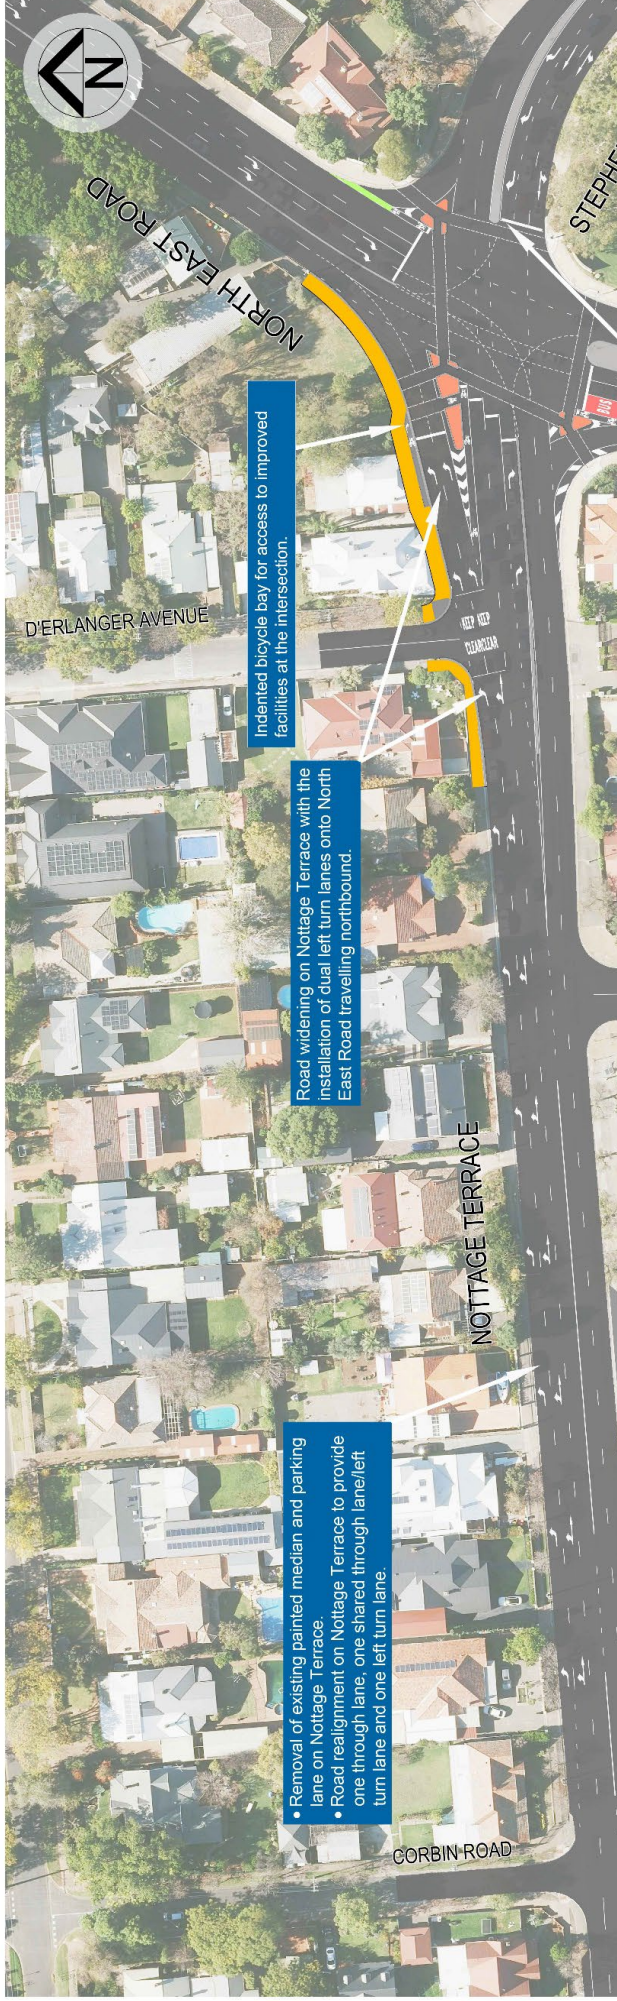 N
NORTH EAST ROAD
STEPHE
BUS
Indented bicycle bay for access to improved
facilities at the intersection.
D'ERLANGER AVENUE
KEEP KEEP
CLEAR CLEAR
Road widening on Nottage Terrace with the
installation of dual left turn lanes onto North
East Road travelling northbound.
NOTTAGE TERRACE
• Removal of existing painted median and parking
lane on Nottage Terrace.
• Road realignment on Nottage Terrace to provide
one through lane, one shared through lane/left
turn lane and one left turn lane.
CORBIN ROAD